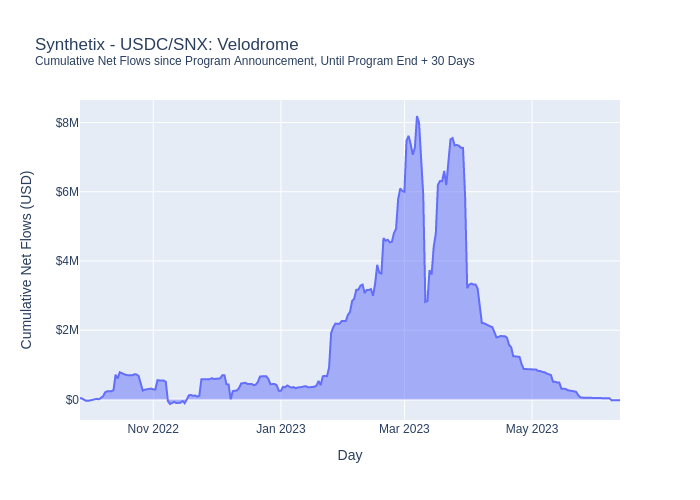 Synthetix - USDC/SNX: Velodrome
Cumulative Net Flows since Program Announcement, Until Program End + 30 Days
$8M
$6M
$4M
$2M
$0
Cumulative Net Flows (USD)
Nov 2022
Jan 2023
Mar 2023
May 2023
Day